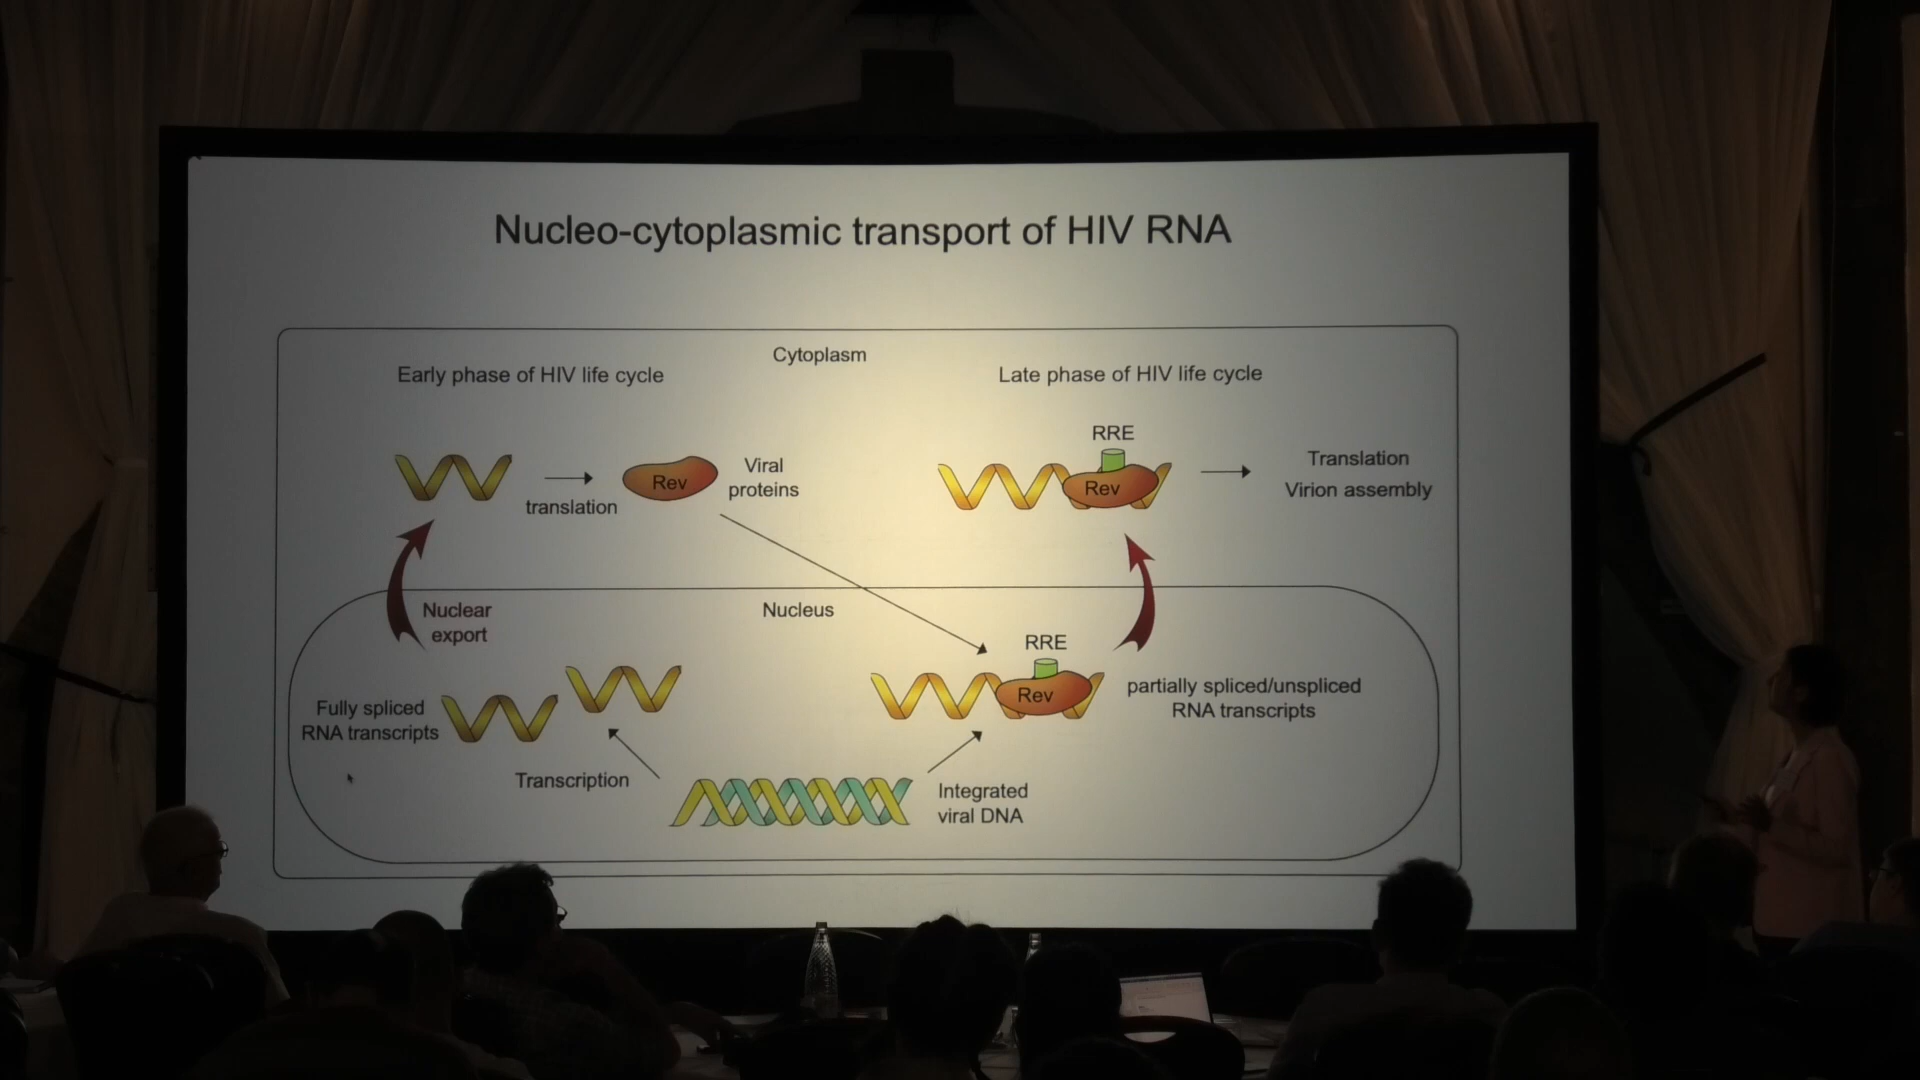 Nucleo-cytoplasmic transport of HIV RNA
Cytoplasm
Early phase of HIV life cycle
Late phase of HIV life cycle
translation
Rev
Viral
proteins
RRE
Rev
Translation
Virion assembly
Nuclear
export
Nucleus
RRE
Rev
partially spliced/unspliced
RNA transcripts
Fully spliced
RNA transcripts
Transcription
Integrated
viral DNA